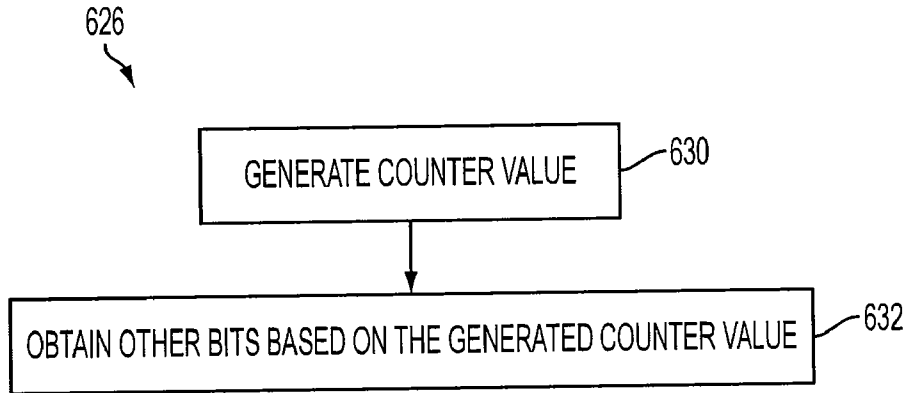 626
GENERATE COUNTER VALUE
630
OBTAIN OTHER BITS BASED ON THE GENERATED COUNTER VALUE
632